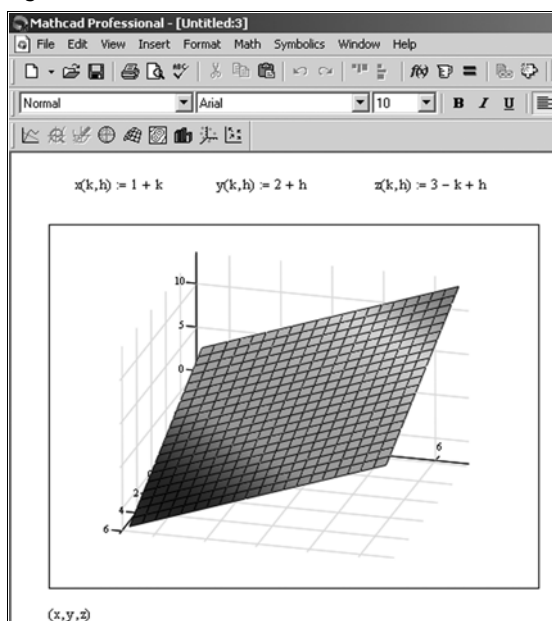 Mathcad Professional - [Untitled:3]
File Edit View Insert Format Math Symbolics Window Help
Normal Arial 10 B I U
x(k,h) := 1 + k y(k,h) := 2 + h z(k,h) := 3 − k + h
10
5
0
6
2
4
6
(x,y,z)